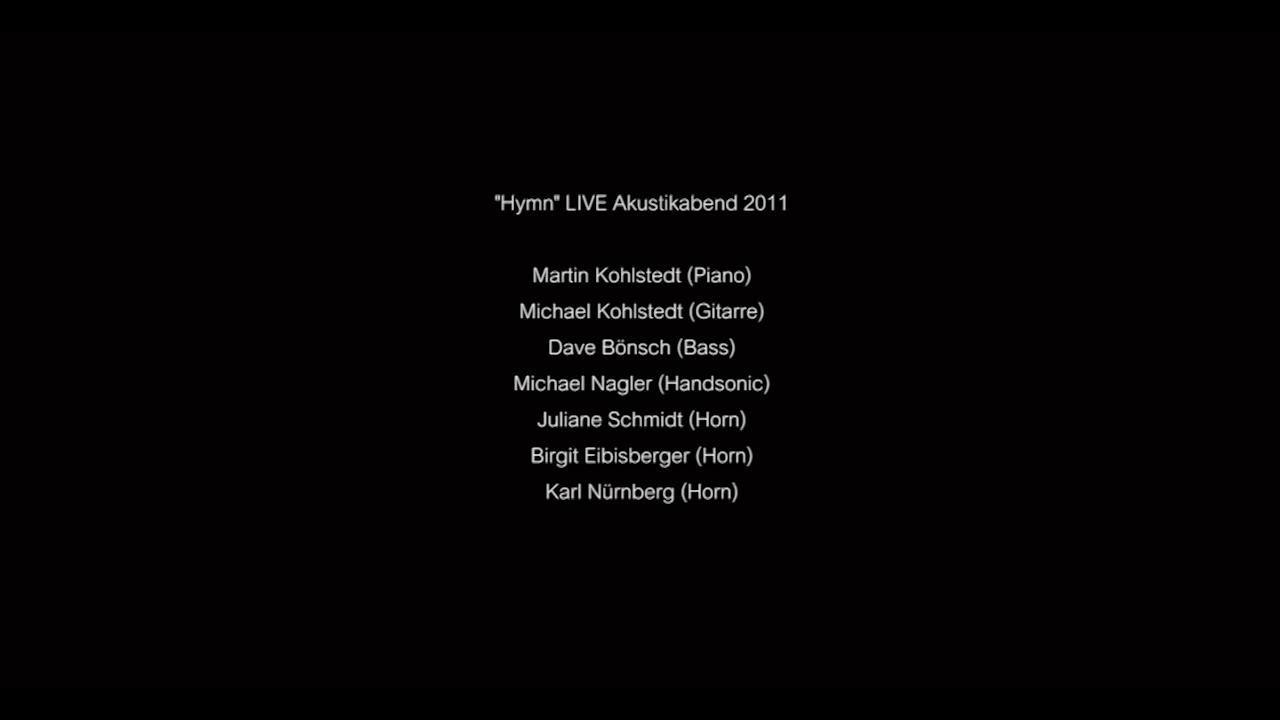 "Hymn" LIVE Akustikabend 2011
Martin Kohlstedt (Piano)
Michael Kohlstedt (Gitarre)
Dave Bönsch (Bass)
Michael Nagler (Handsonic)
Juliane Schmidt (Horn)
Birgit Eibisberger (Horn)
Karl Nürnberg (Horn)